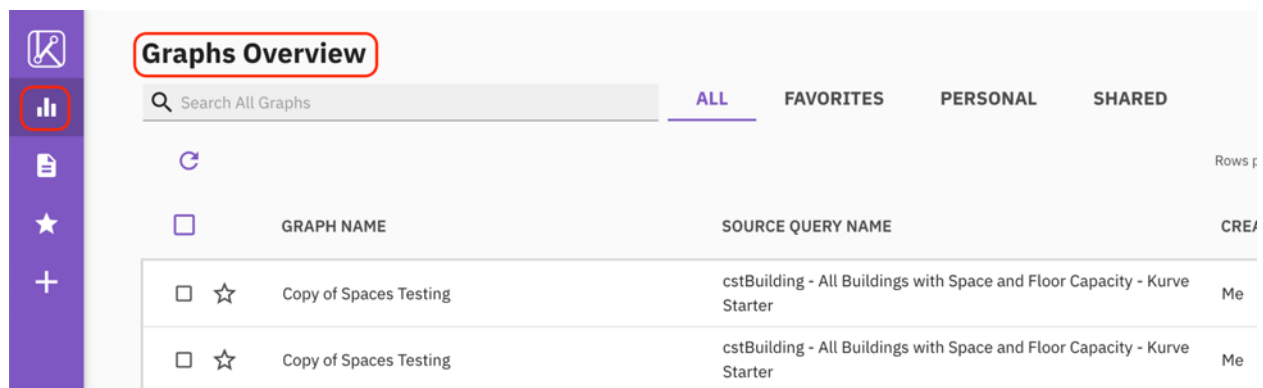 Graphs Overview
Search All Graphs
ALL FAVORITES PERSONAL SHARED
Rows
GRAPH NAME SOURCE QUERY NAME
Copy of Spaces Testing
cstBuilding - All Buildings with Space and Floor Capacity - Kurve
Starter
Me
Copy of Spaces Testing
cstBuilding - All Buildings with Space and Floor Capacity - Kurve
Starter
Me